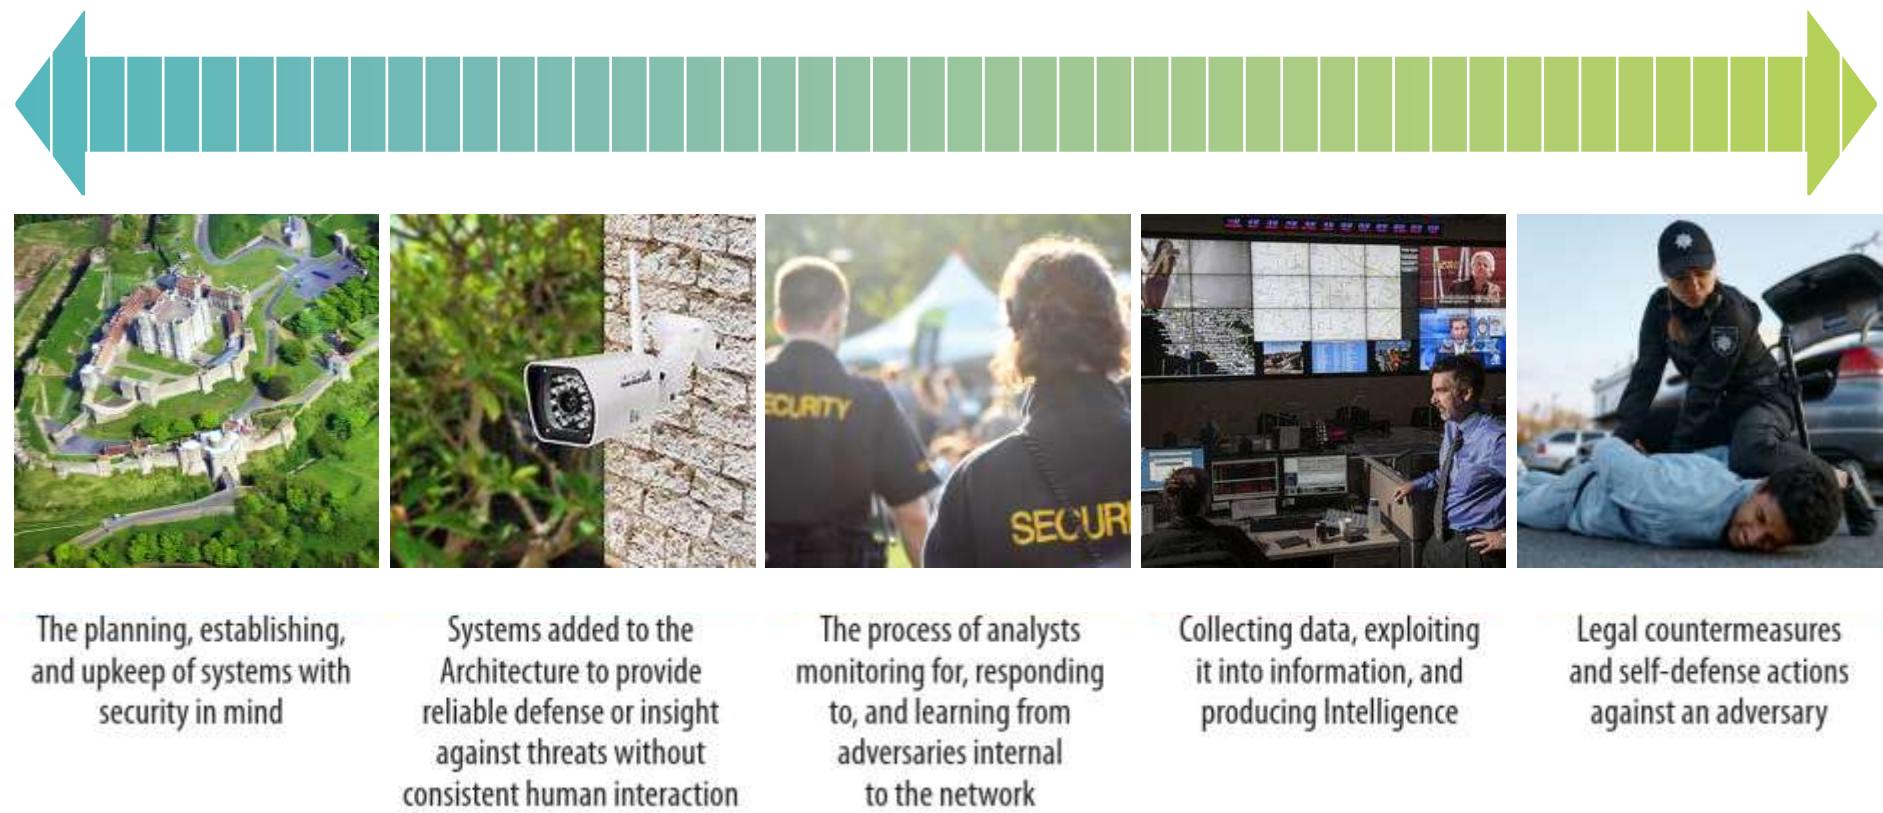 The planning, establishing,
and upkeep of systems with
security in mind
Systems added to the
Architecture to provide
reliable defense or insight
against threats without
consistent human interaction
The process of analysts
monitoring for, responding
to, and learning from
adversaries internal
to the network
Collecting data, exploiting
it into information, and
producing Intelligence
Legal countermeasures
and self-defense actions
against an adversary
ECURITY
SECURI